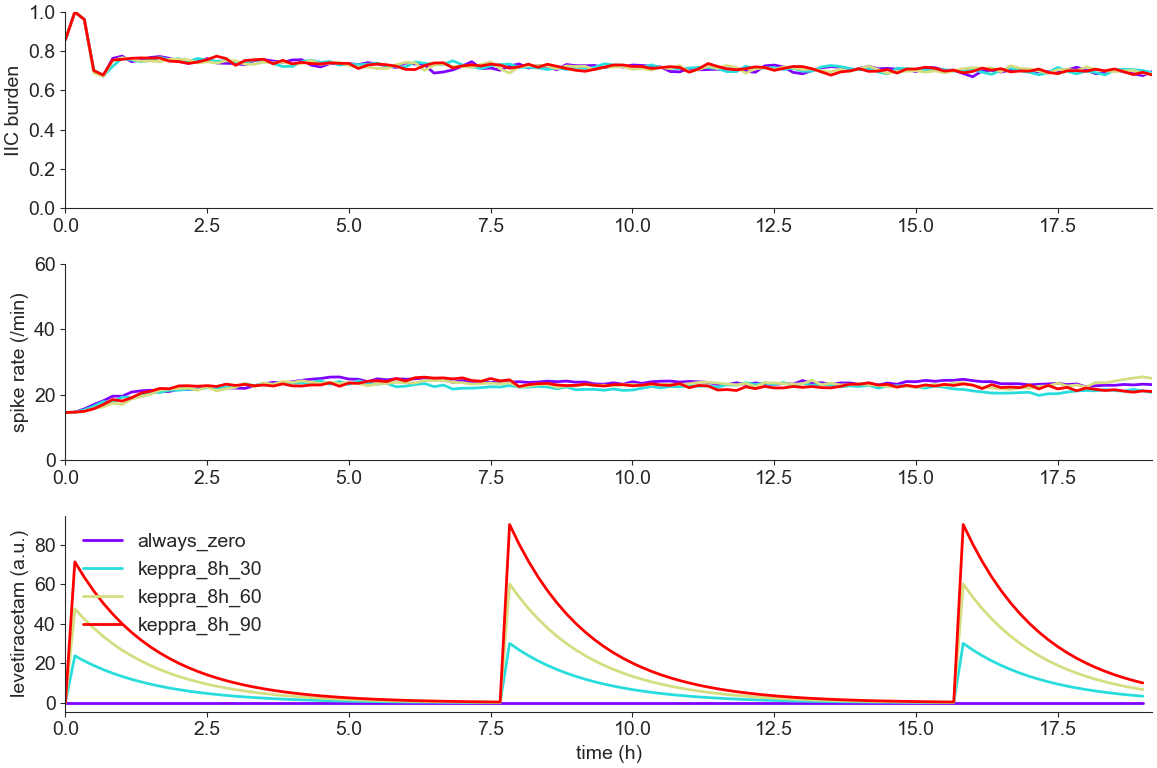 IIC burden
1.0
0.8
0.6
0.4
0.2
0.0
0.0 2.5 5.0 7.5 10.0 12.5 15.0 17.5
spike rate (/min)
60
40
20
0
0.0 2.5 5.0 7.5 10.0 12.5 15.0 17.5
levetiracetam (a.u.)
80
60
40
20
0
always_zero
keppra_8h_30
keppra_8h_60
keppra_8h_90
0.0 2.5 5.0 7.5 10.0 12.5 15.0 17.5
time (h)